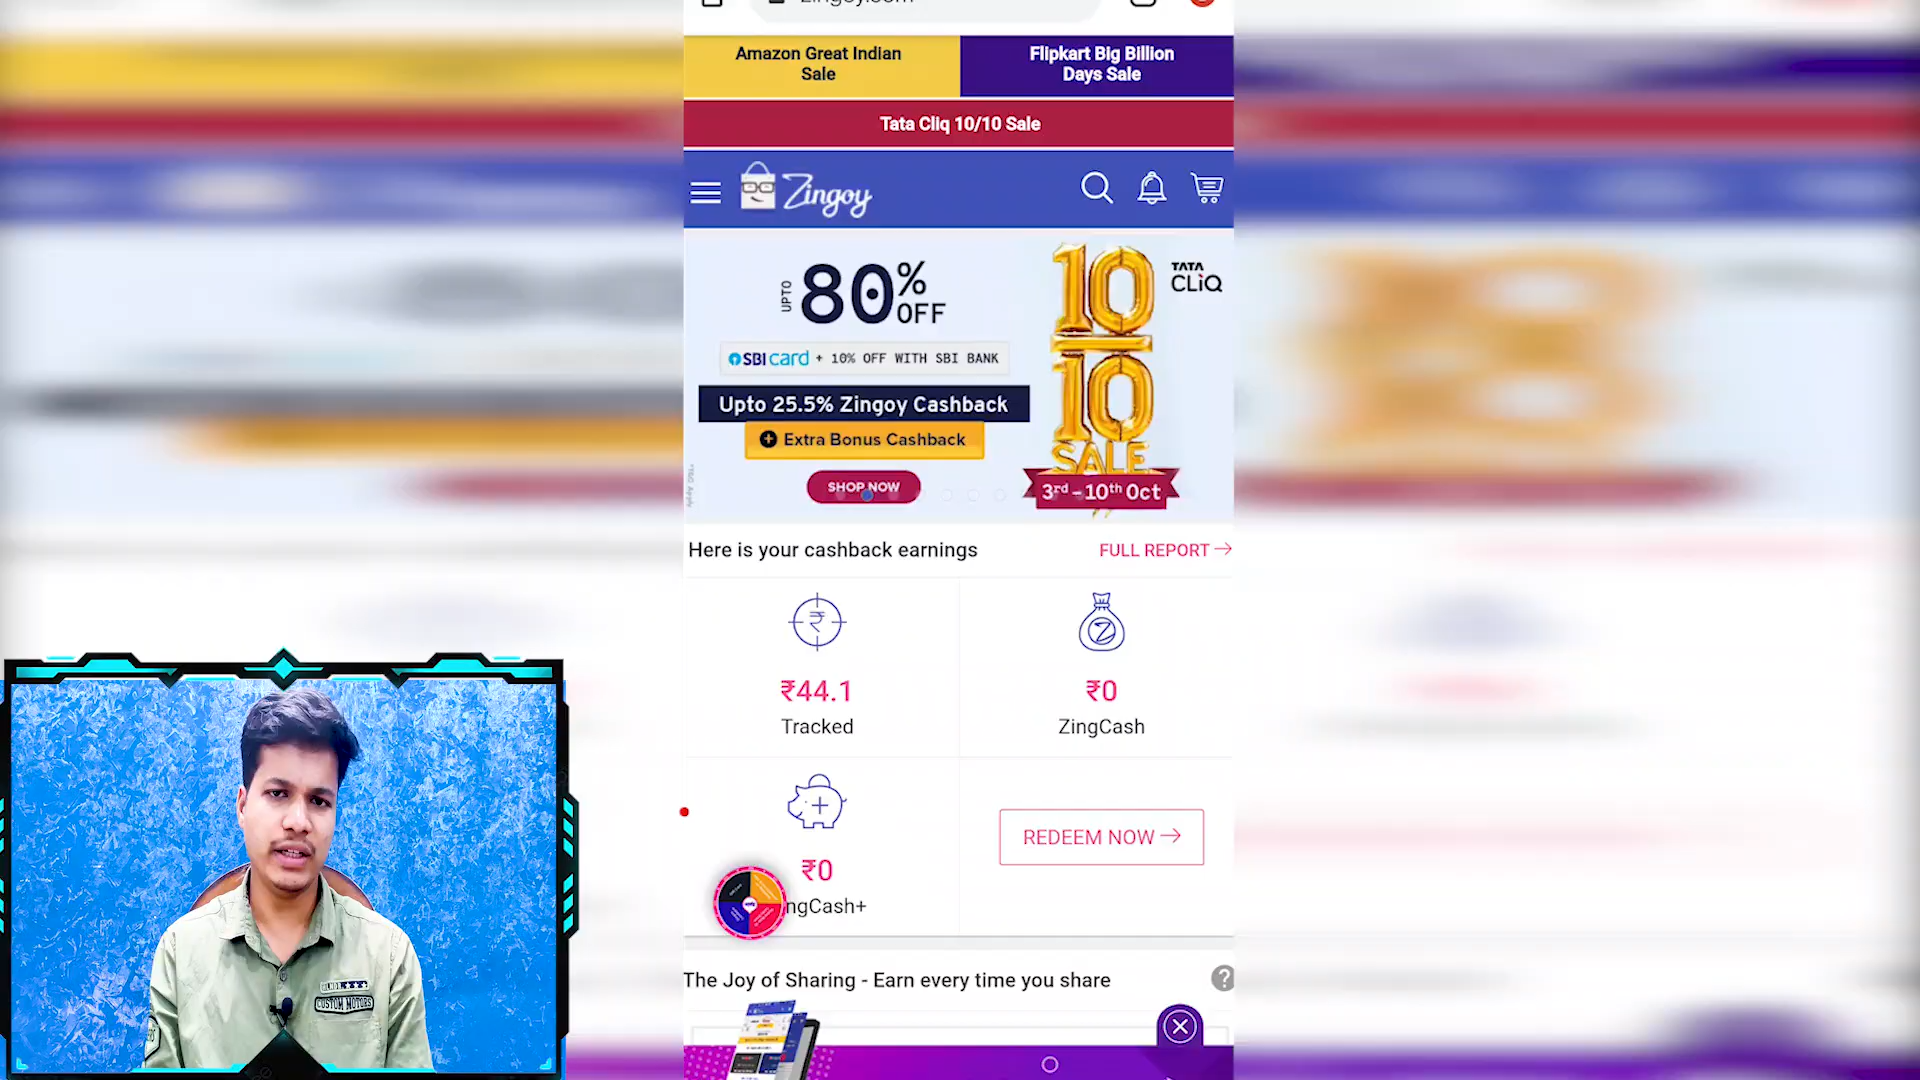 Amazon Great Indian
Sale
Flipkart Big Billion
Days Sale
Tata Cliq 10/10 Sale
Zingoy
UPTO 80% OFF
10
10
SALE
3rd - 10th Oct
TATA
CLiQ
SBI card + 10% OFF WITH SBI BANK
Upto 25.5% Zingoy Cashback
+ Extra Bonus Cashback
SHOP NOW
*T&C Apply
Here is your cashback earnings
FULL REPORT
₹44.1
Tracked
₹0
ZingCash
₹0
ngCash+
REDEEM NOW
The Joy of Sharing - Earn every time you share
?
CUSTOM MOTORS